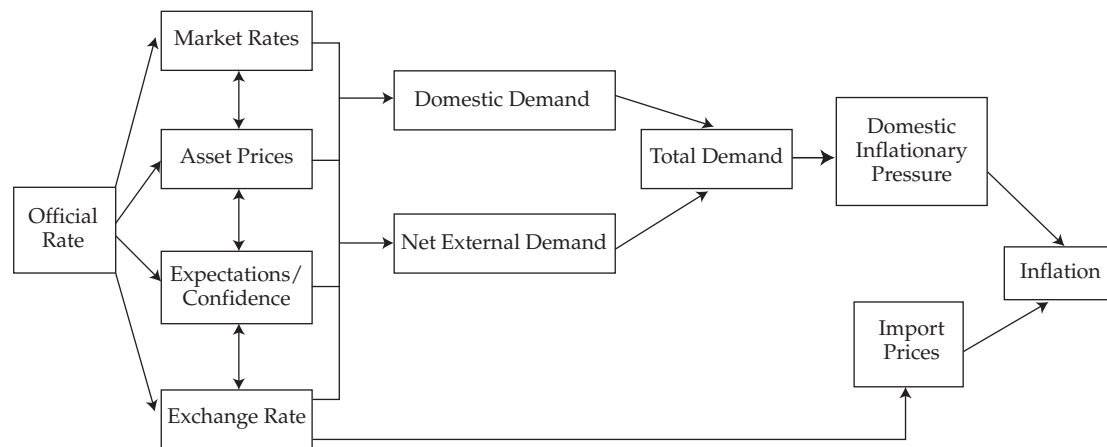 Market Rates
Asset Prices
Official
Rate
Expectations/
Confidence
Exchange Rate
Domestic Demand
Net External Demand
Total Demand
Domestic
Inflationary
Pressure
Import
Prices
Inflation